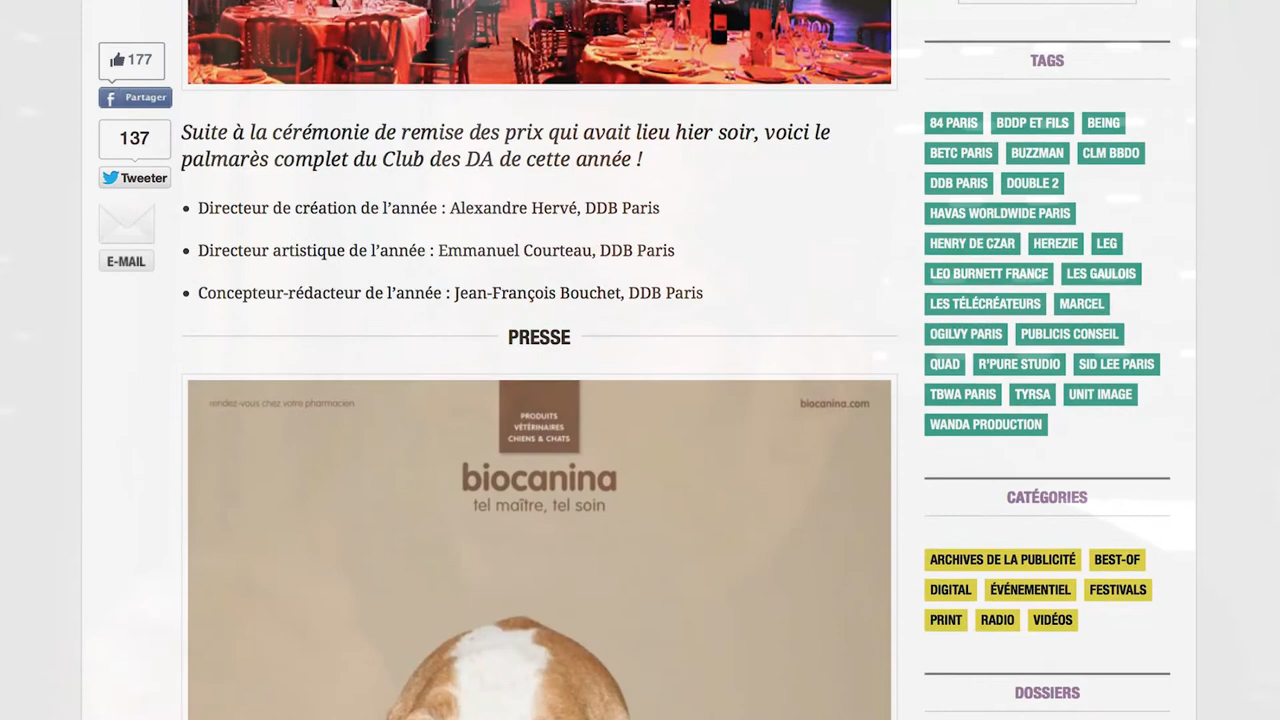 177
Partager
137
Tweeter
E-MAIL
Suite à la cérémonie de remise des prix qui avait lieu hier soir, voici le
palmarès complet du Club des DA de cette année !
• Directeur de création de l’année : Alexandre Hervé, DDB Paris
• Directeur artistique de l’année : Emmanuel Courteau, DDB Paris
• Concepteur-rédacteur de l’année : Jean-François Bouchet, DDB Paris
PRESSE
rendez-vous chez votre pharmacien
PRODUITS
VÉTÉRINAIRES
CHIENS & CHATS
biocanina.com
biocanina
tel maître, tel soin
TAGS
84 PARIS BDDP ET FILS BEING
BETC PARIS BUZZMAN CLM BBDO
DDB PARIS DOUBLE 2
HAVAS WORLDWIDE PARIS
HENRY DE CZAR HEREZIE LEG
LEO BURNETT FRANCE LES GAULOIS
LES TÉLÉCRÉATEURS MARCEL
OGILVY PARIS PUBLICIS CONSEIL
QUAD R'PURE STUDIO SID LEE PARIS
TBWA PARIS TYRSA UNIT IMAGE
WANDA PRODUCTION
CATÉGORIES
ARCHIVES DE LA PUBLICITÉ BEST-OF
DIGITAL ÉVÉNEMENTIEL FESTIVALS
PRINT RADIO VIDÉOS
DOSSIERS